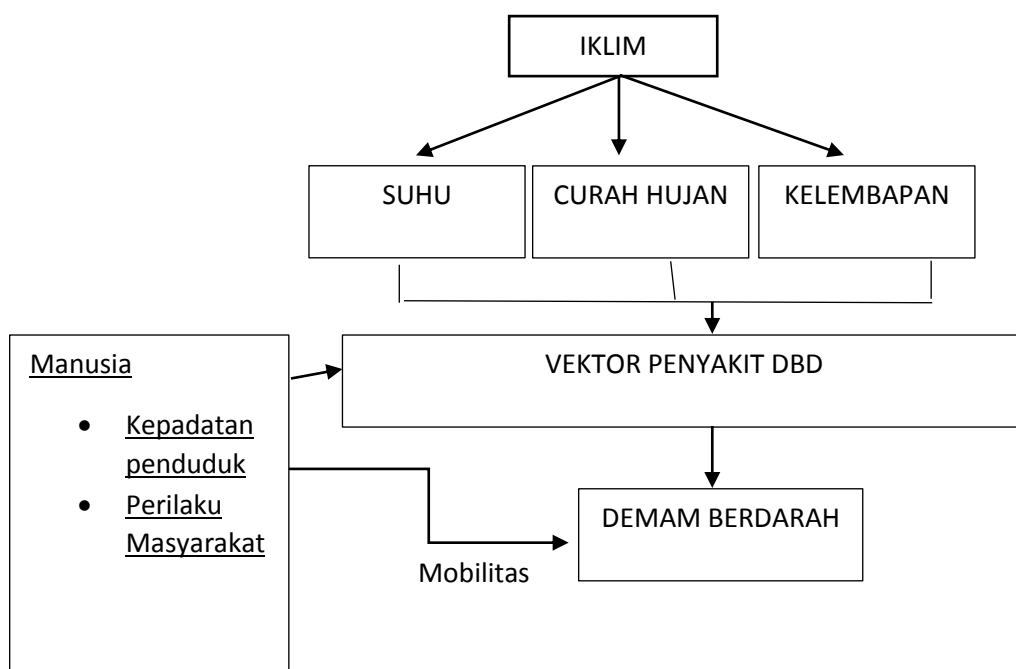 IKLIM
SUHU
CURAH HUJAN
KELEMBAPAN
Manusia
• Kepadatan
penduduk
• Perilaku
Masyarakat
VEKTOR PENYAKIT DBD
DEMAM BERDARAH
Mobilitas